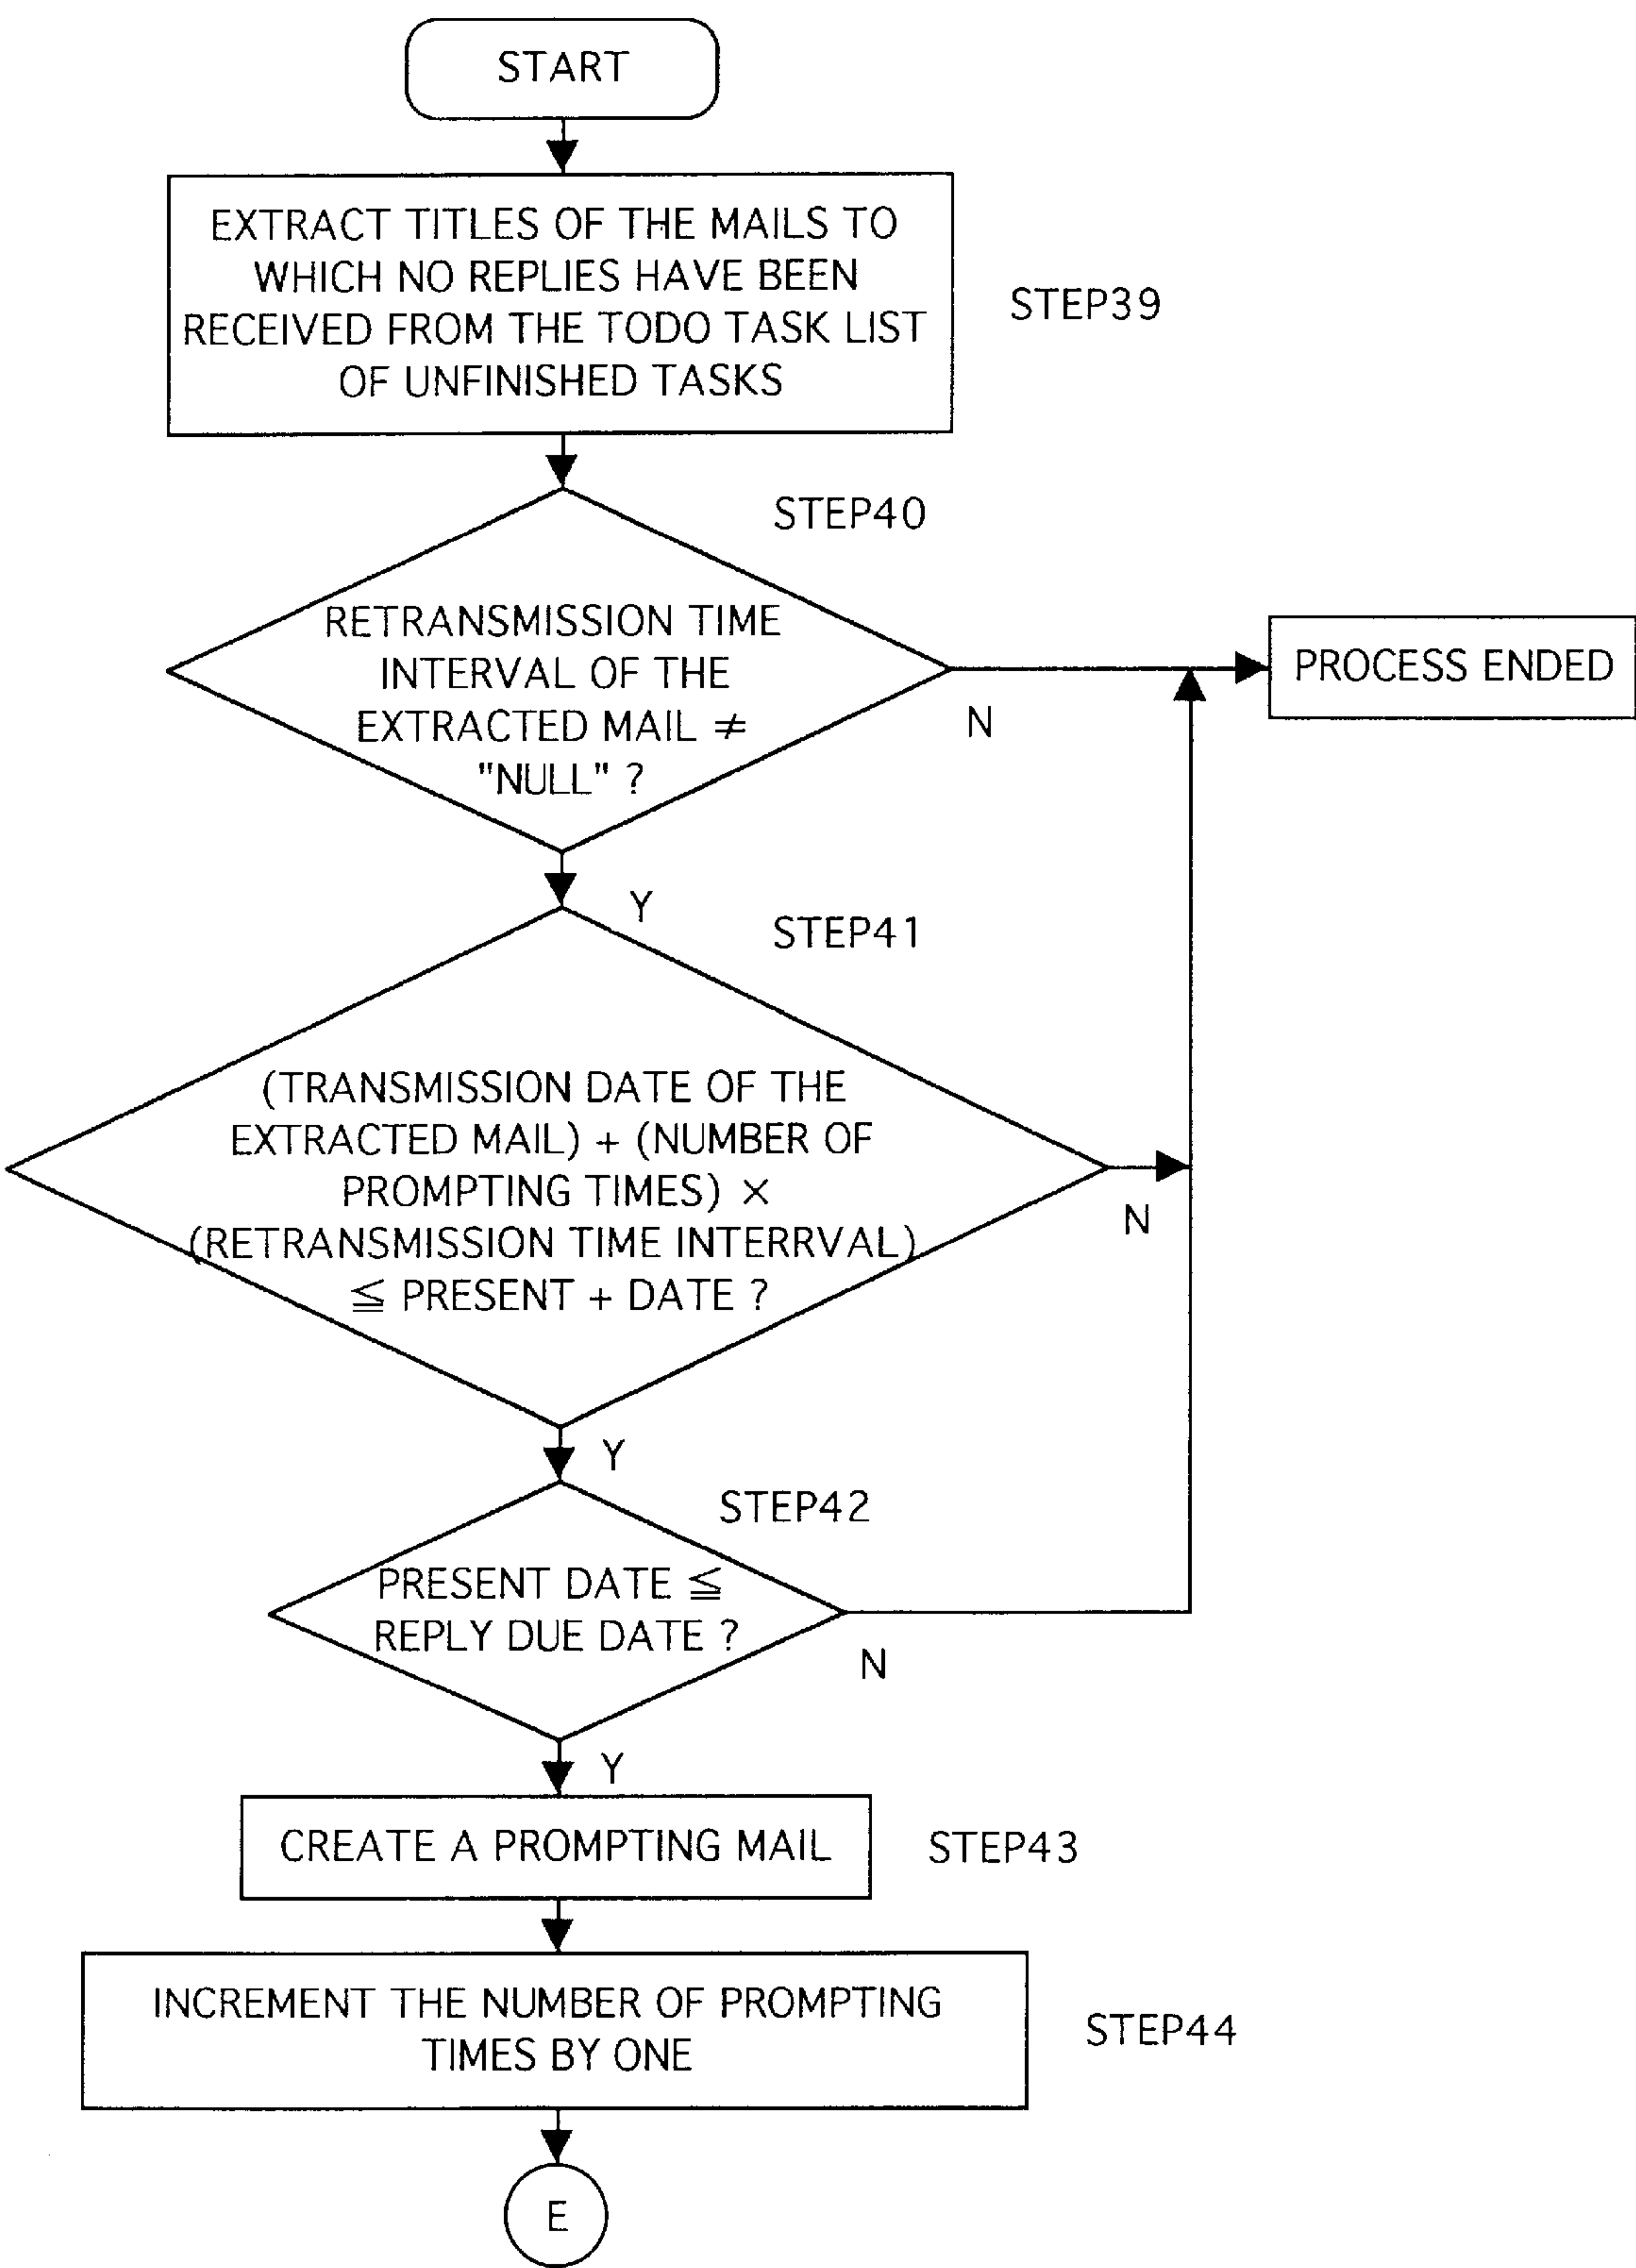 START
EXTRACT TITLES OF THE MAILS TO
WHICH NO REPLIES HAVE BEEN
RECEIVED FROM THE TODO TASK LIST
OF UNFINISHED TASKS
STEP39
STEP40
RETRANSMISSION TIME
INTERVAL OF THE
EXTRACTED MAIL ≠
"NULL" ?
N
PROCESS ENDED
Y
STEP41
(TRANSMISSION DATE OF THE
EXTRACTED MAIL) + (NUMBER OF
PROMPTING TIMES) ×
(RETRANSMISSION TIME INTERRVAL)
≦ PRESENT + DATE ?
N
Y
STEP42
PRESENT DATE ≦
REPLY DUE DATE ?
N
Y
CREATE A PROMPTING MAIL
STEP43
INCREMENT THE NUMBER OF PROMPTING
TIMES BY ONE
STEP44
E